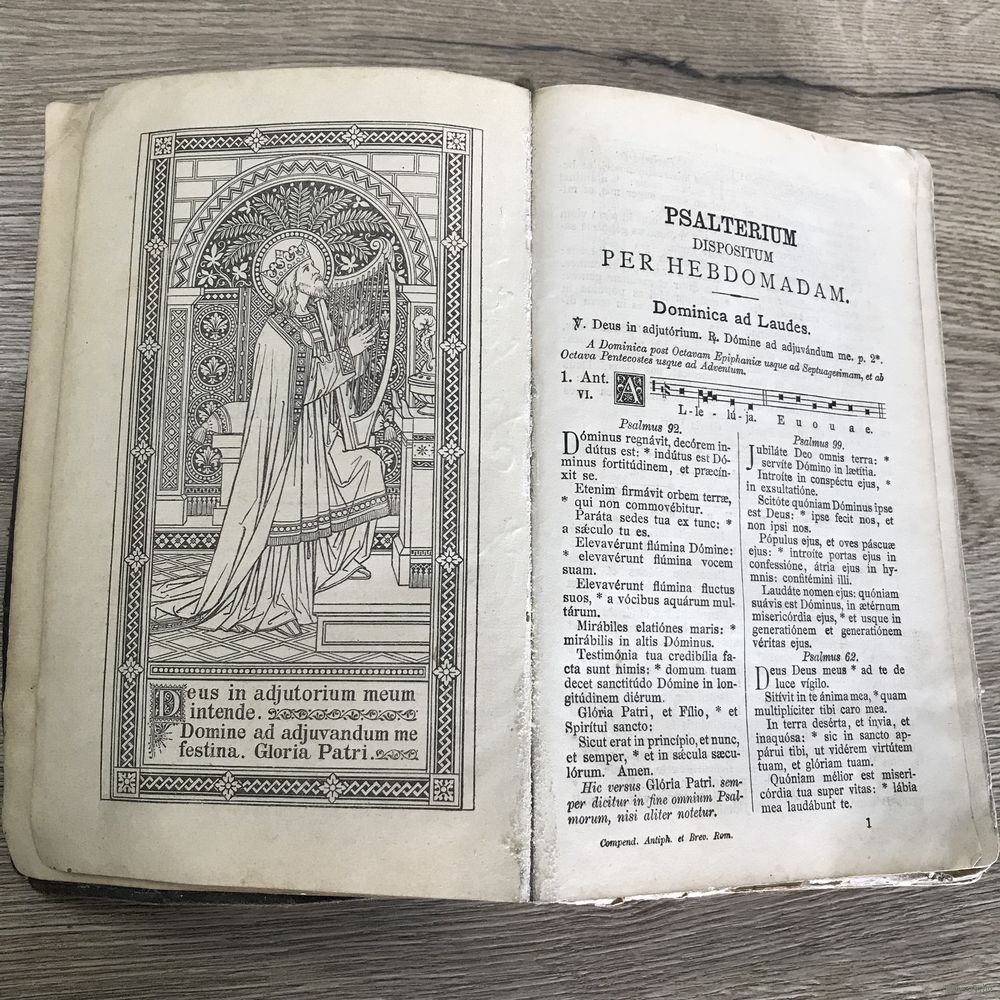 Deus in adjutorium meum
intende.
Domine ad adjuvandum me
festina. Gloria Patri.
PSALTERIUM
DISPOSITUM
PER HEBDOMADAM.
Dominica ad Laudes.
℣. Deus in adjutórium. ℟. Dómine ad adjuvándum me. p. 2*.
A Dominica post Octavam Epiphaniæ usque ad Septuagesimam, et ab
Octava Pentecostes usque ad Adventum.
1. Ant.
VI.
A
L-le - lú-ja. E u o u a e.
Psalmus 92.
Dóminus regnávit, decórem in-
dútus est: * indútus est Dó-
minus fortitúdinem, et præcín-
xit se.
Etenim firmávit orbem terræ,
* qui non commovébitur.
Paráta sedes tua ex tunc: *
a sǽculo tu es.
Elevavérunt flúmina Dómine:
* elevavérunt flúmina vocem
suam.
Elevavérunt flúmina fluctus
suos, * a vócibus aquárum mul-
tárum.
Mirábiles elatiónes maris: *
mirábilis in altis Dóminus.
Testimónia tua credibília fa-
cta sunt nimis: * domum tuam
decet sanctitúdo Dómine in lon-
gitúdinem diérum.
Glória Patri, et Fílio, * et
Spirítui sancto:
Sicut erat in princípio, et nunc,
et semper, * et in sǽcula sæcu-
lórum. Amen.
Hic versus Glória Patri. sem-
per dicitur in fine omnium Psal-
morum, nisi aliter notetur.
Psalmus 99.
Jubiláte Deo omnis terra: *
servíte Dómino in lætítia.
Introíte in conspéctu ejus, *
in exsultatióne.
Scitóte quóniam Dóminus ipse
est Deus: * ipse fecit nos, et
non ipsi nos.
Pópulus ejus, et oves páscuæ
ejus: * introíte portas ejus in
confessióne, átria ejus in hy-
mnis: confitémini illi.
Laudáte nomen ejus: quóniam
suávis est Dóminus, in ætérnum
misericórdia ejus, * et usque in
generatiónem et generatiónem
véritas ejus.
Psalmus 62.
Deus Deus meus * ad te de
luce vígilo.
Sitívit in te ánima mea, * quam
multiplíciter tibi caro mea.
In terra desérta, et ínvia, et
inaquósa: * sic in sancto ap-
párui tibi, ut vidérem virtútem
tuam, et glóriam tuam.
Quóniam mélior est miseri-
córdia tua super vitas: * lábia
mea laudábunt te.
Compend. Antiph. et Brev. Rom.
1